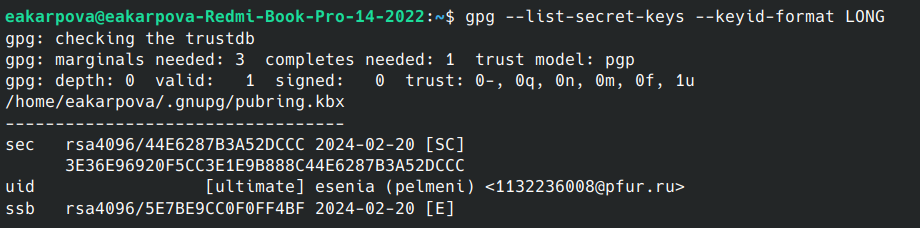 eakarpova@eakarpova-Redmi-Book-Pro-14-2022:~$ gpg --list-secret-keys --keyid-format LONG
gpg: checking the trustdb
gpg: marginals needed: 3  completes needed: 1  trust model: pgp
gpg: depth: 0  valid:   1  signed:   0  trust: 0-, 0q, 0n, 0m, 0f, 1u
/home/eakarpova/.gnupg/pubring.kbx
----------------------------------
sec   rsa4096/44E6287B3A52DCCC 2024-02-20 [SC]
      3E36E96920F5CC3E1E9B888C44E6287B3A52DCCC
uid                 [ultimate] esenia (pelmeni) <1132236008@pfur.ru>
ssb   rsa4096/5E7BE9CC0F0FF4BF 2024-02-20 [E]